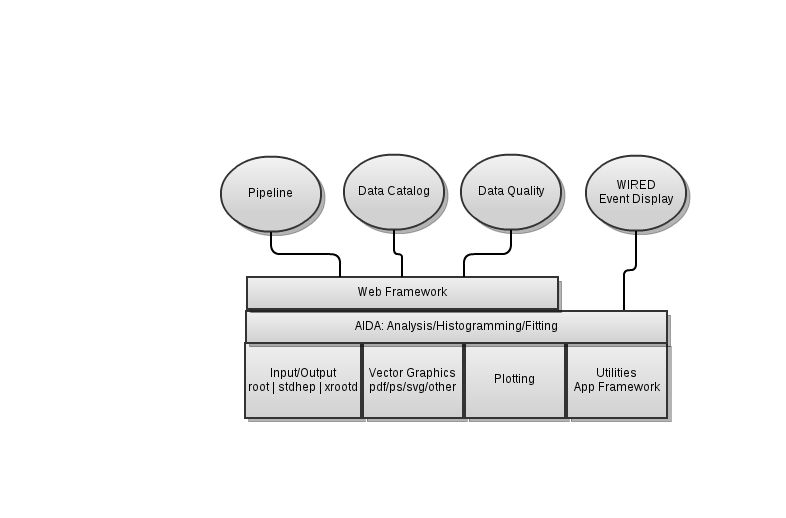 Pipeline
Data Catalog
Data Quality
WIRED
Event Display
Web Framework
AIDA: Analysis/Histogramming/Fitting
Input/Output
root | stdhep | xrootd
Vector Graphics
pdf/ps/svg/other
Plotting
Utilities
App Framework